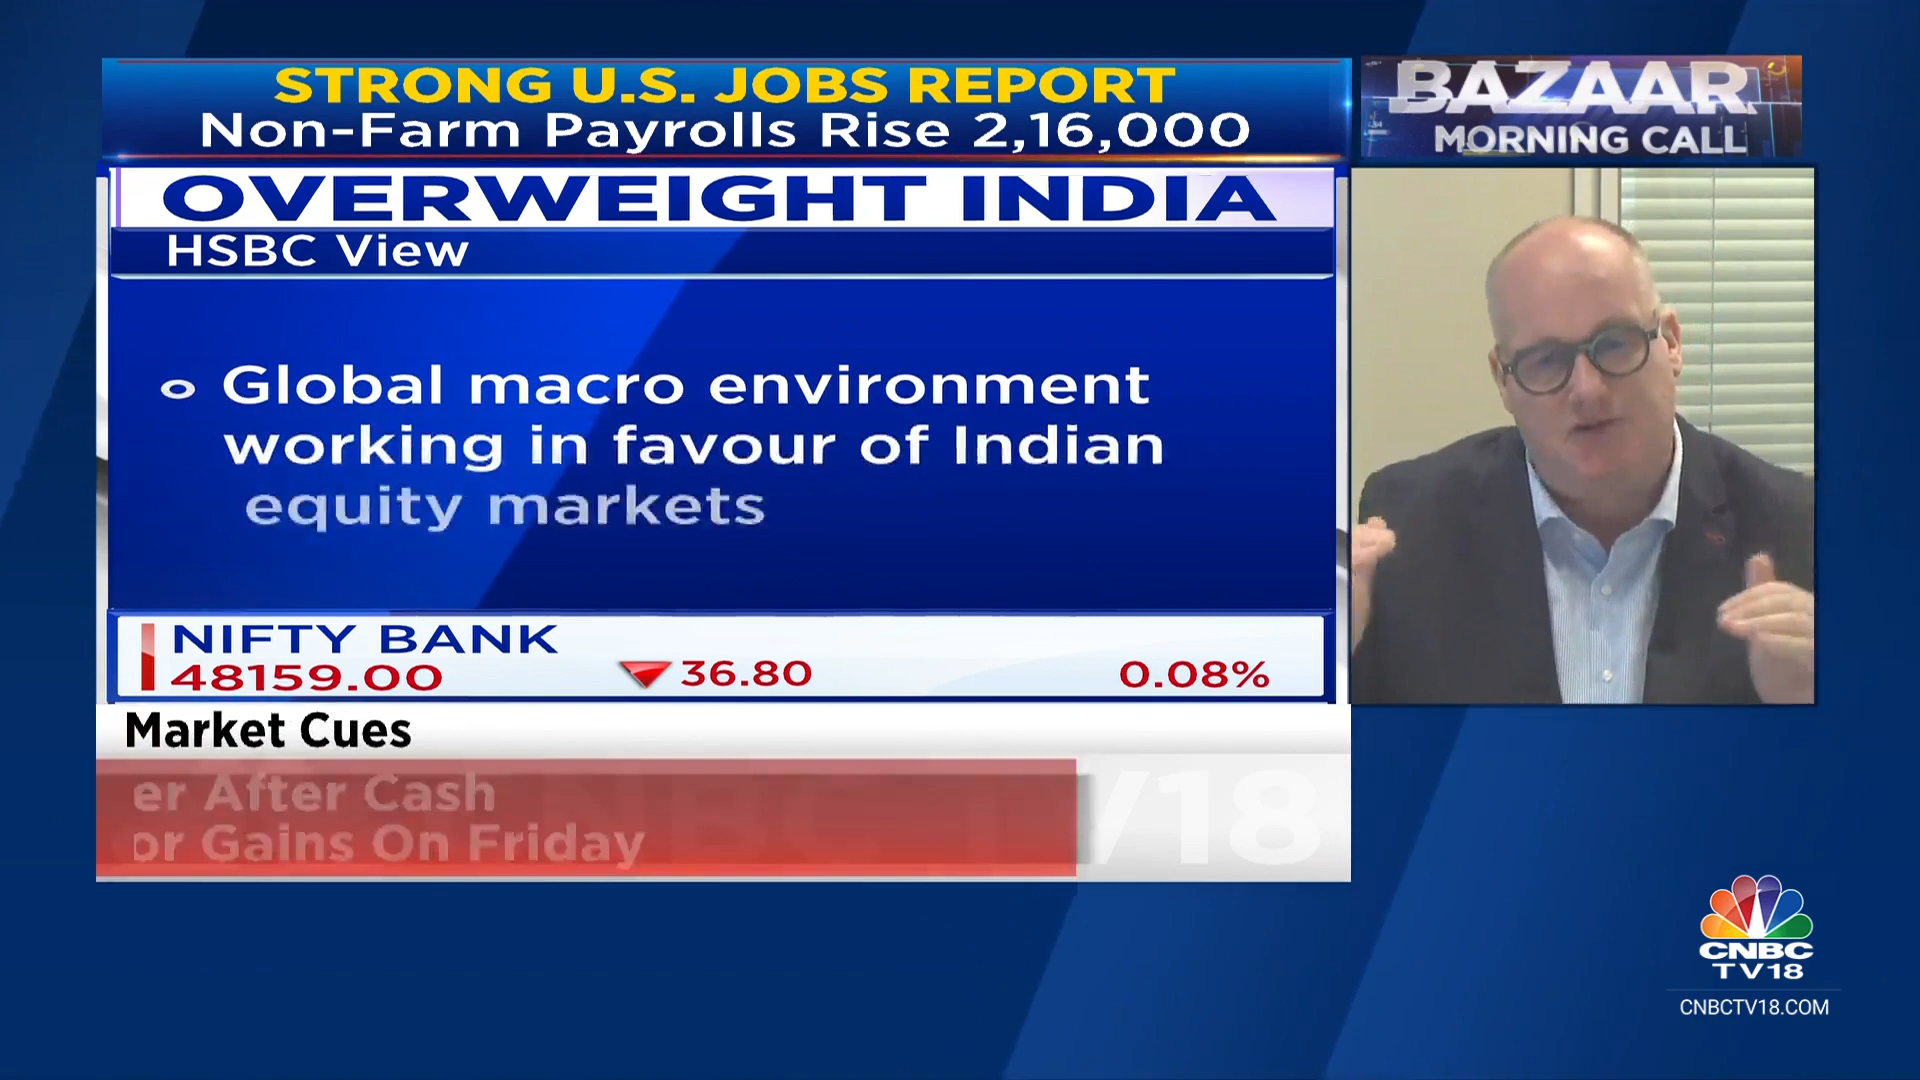 STRONG U.S. JOBS REPORT
Non-Farm Payrolls Rise 2,16,000
BAZAAR
MORNING CALL
OVERWEIGHT INDIA
HSBC View
Global macro environment
working in favour of Indian
equity markets
NIFTY BANK
48159.00 36.80 0.08%
Market Cues
er After Cash
or Gains On Friday
CNBC TV18
CNBC
TV18
CNBCTV18.COM